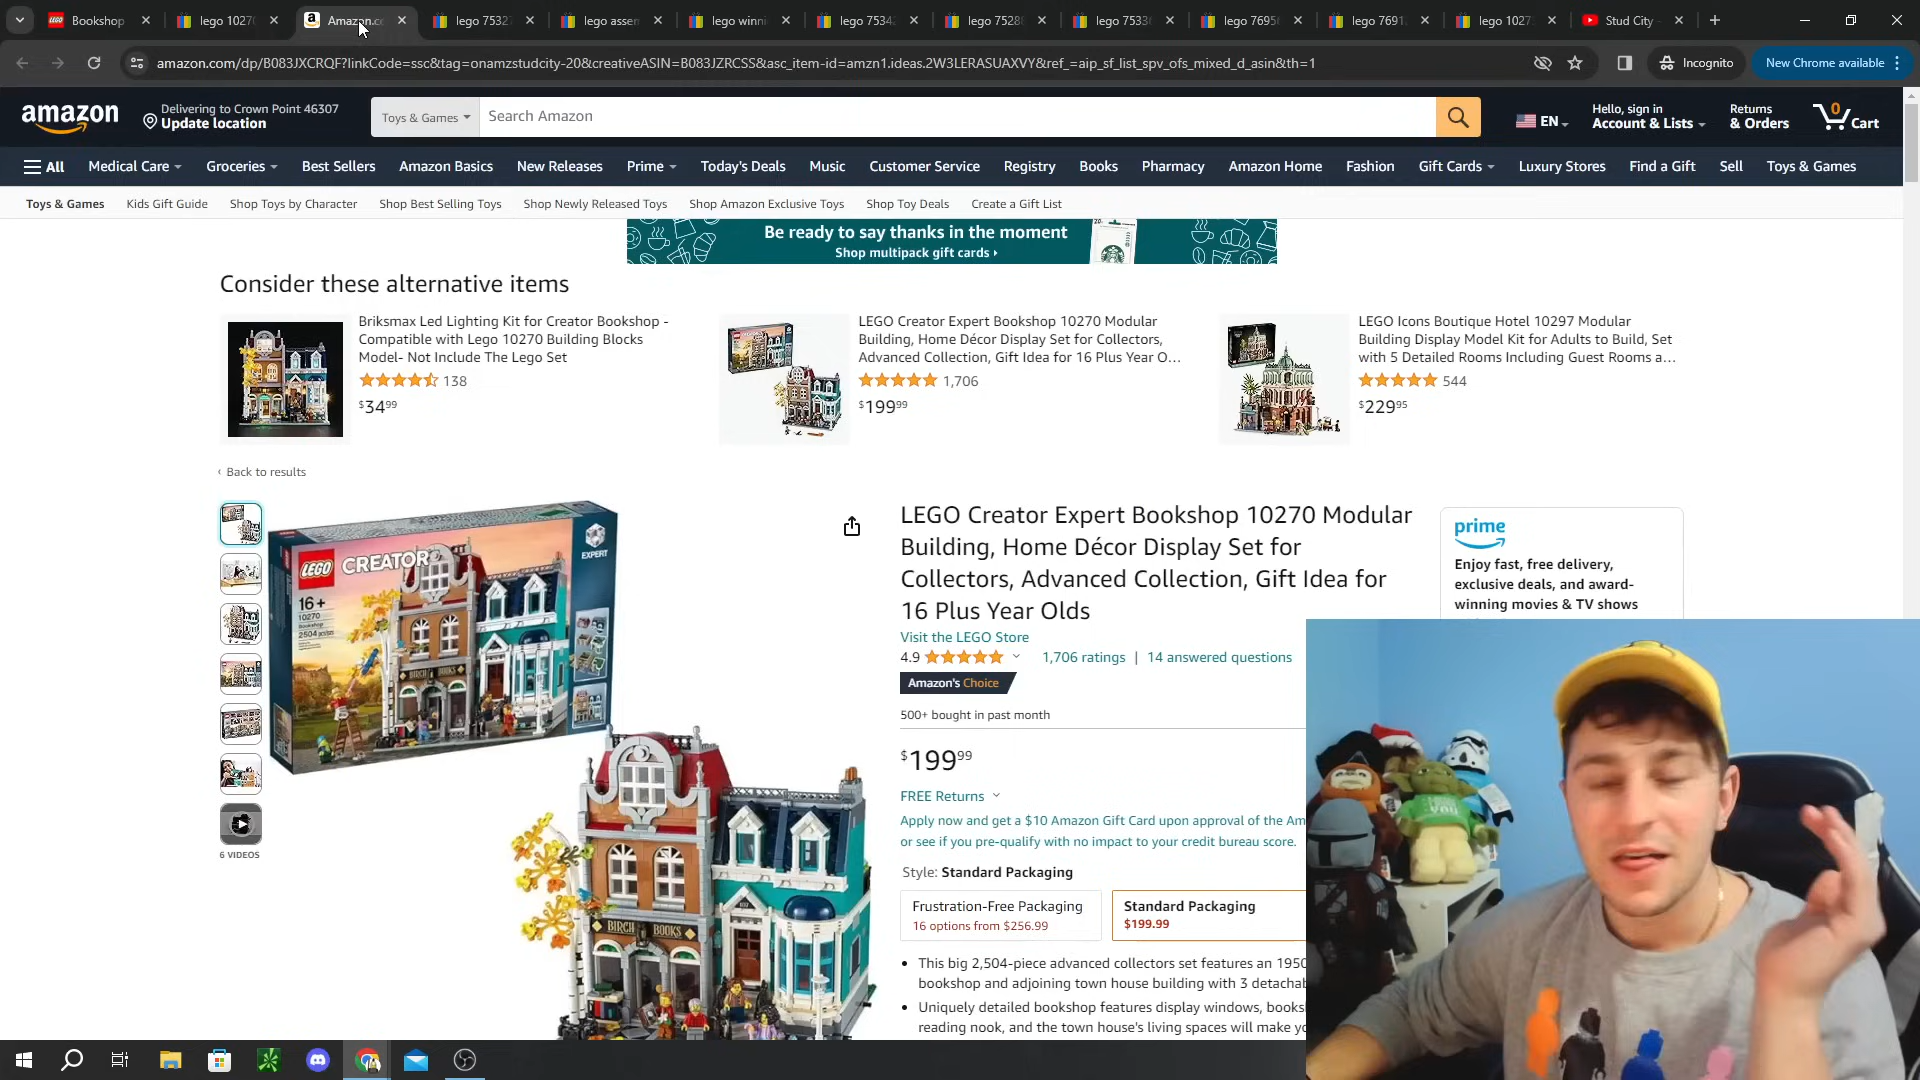 Bookshop
lego 1027
Amazon.co
lego 7532
lego assem
lego winni
lego 7534
lego 7528
lego 7533
lego 7695
lego 7691
lego 1027
Stud City
amazon.com/dp/B083JXCRQF?linkCode=ssc&tag=onamzstudcity-20&creativeASIN=B083JZRCSS&asc_item-id=amzn1.ideas.2W3LERASUAXVY&ref_=aip_sf_list_spv_ofs_mixed_d_asin&th=1
Incognito
New Chrome available
amazon
Delivering to Crown Point 46307
Update location
Toys & Games
Search Amazon
EN
Hello, sign in
Account & Lists
Returns
& Orders
0
Cart
All
Medical Care
Groceries
Best Sellers
Amazon Basics
New Releases
Prime
Today's Deals
Music
Customer Service
Registry
Books
Pharmacy
Amazon Home
Fashion
Gift Cards
Luxury Stores
Find a Gift
Sell
Toys & Games
Toys & Games
Kids Gift Guide
Shop Toys by Character
Shop Best Selling Toys
Shop Newly Released Toys
Shop Amazon Exclusive Toys
Shop Toy Deals
Create a Gift List
Be ready to say thanks in the moment
Shop multipack gift cards ›
Consider these alternative items
Briksmax Led Lighting Kit for Creator Bookshop -
Compatible with Lego 10270 Building Blocks
Model- Not Include The Lego Set
138
$34.99
LEGO Creator Expert Bookshop 10270 Modular
Building, Home Décor Display Set for Collectors,
Advanced Collection, Gift Idea for 16 Plus Year O...
1,706
$199.99
LEGO Icons Boutique Hotel 10297 Modular
Building Display Model Kit for Adults to Build, Set
with 5 Detailed Rooms Including Guest Rooms a...
544
$229.95
‹ Back to results
LEGO
CREATOR
EXPERT
16+
10270
Bookshop
2504
BIRCH BOOKS
BIRCH BOOKS
6 VIDEOS
LEGO Creator Expert Bookshop 10270 Modular
Building, Home Décor Display Set for
Collectors, Advanced Collection, Gift Idea for
16 Plus Year Olds
Visit the LEGO Store
4.9
1,706 ratings | 14 answered questions
Amazon's Choice
500+ bought in past month
$199.99
FREE Returns
Apply now and get a $10 Amazon Gift Card upon approval of the Am
or see if you pre-qualify with no impact to your credit bureau score.
Style: Standard Packaging
Frustration-Free Packaging
16 options from $256.99
Standard Packaging
$199.99
• This big 2,504-piece advanced collectors set features an 1950
bookshop and adjoining town house building with 3 detachab
• Uniquely detailed bookshop features display windows, books
reading nook, and the town house's living spaces will make yo
prime
Enjoy fast, free delivery,
exclusive deals, and award-
winning movies & TV shows